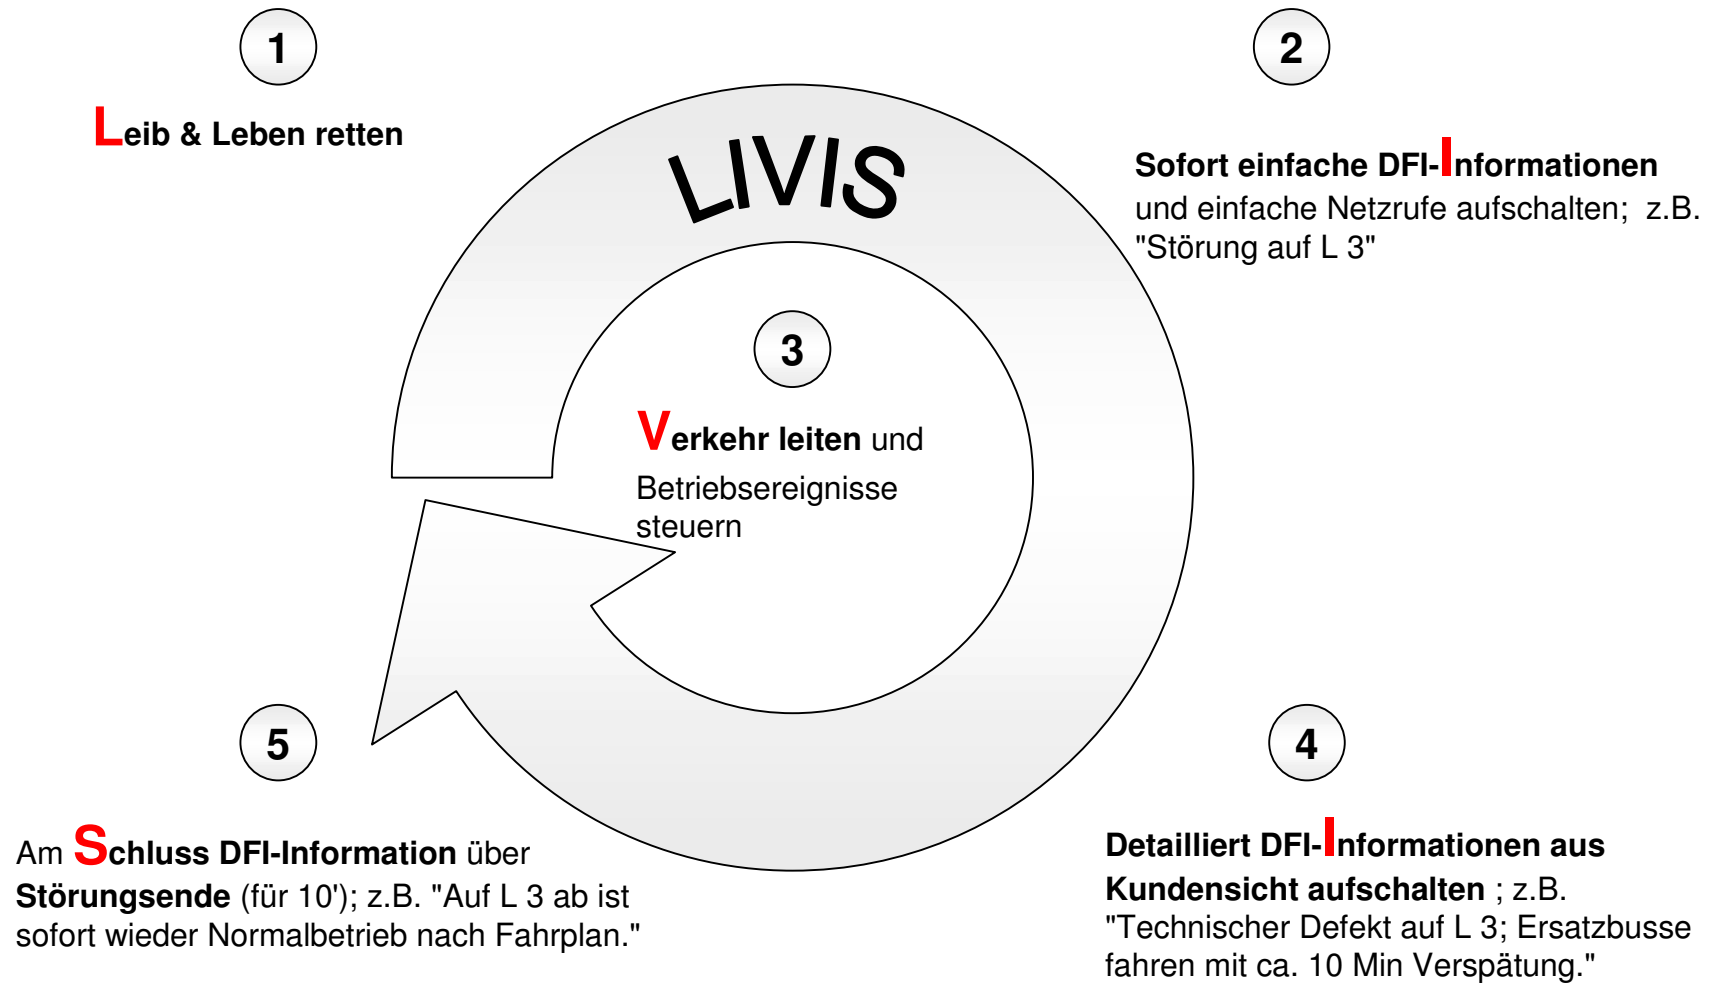 1
Leib & Leben retten
2
Sofort einfache DFI-Informationen
und einfache Netzrufe aufschalten; z.B.
"Störung auf L 3"
LIVIS
3
Verkehr leiten und
Betriebsereignisse
steuern
5
Am Schluss DFI-Information über
Störungsende (für 10'); z.B. "Auf L 3 ab ist
sofort wieder Normalbetrieb nach Fahrplan."
4
Detailliert DFI-Informationen aus
Kundensicht aufschalten ; z.B.
"Technischer Defekt auf L 3; Ersatzbusse
fahren mit ca. 10 Min Verspätung."